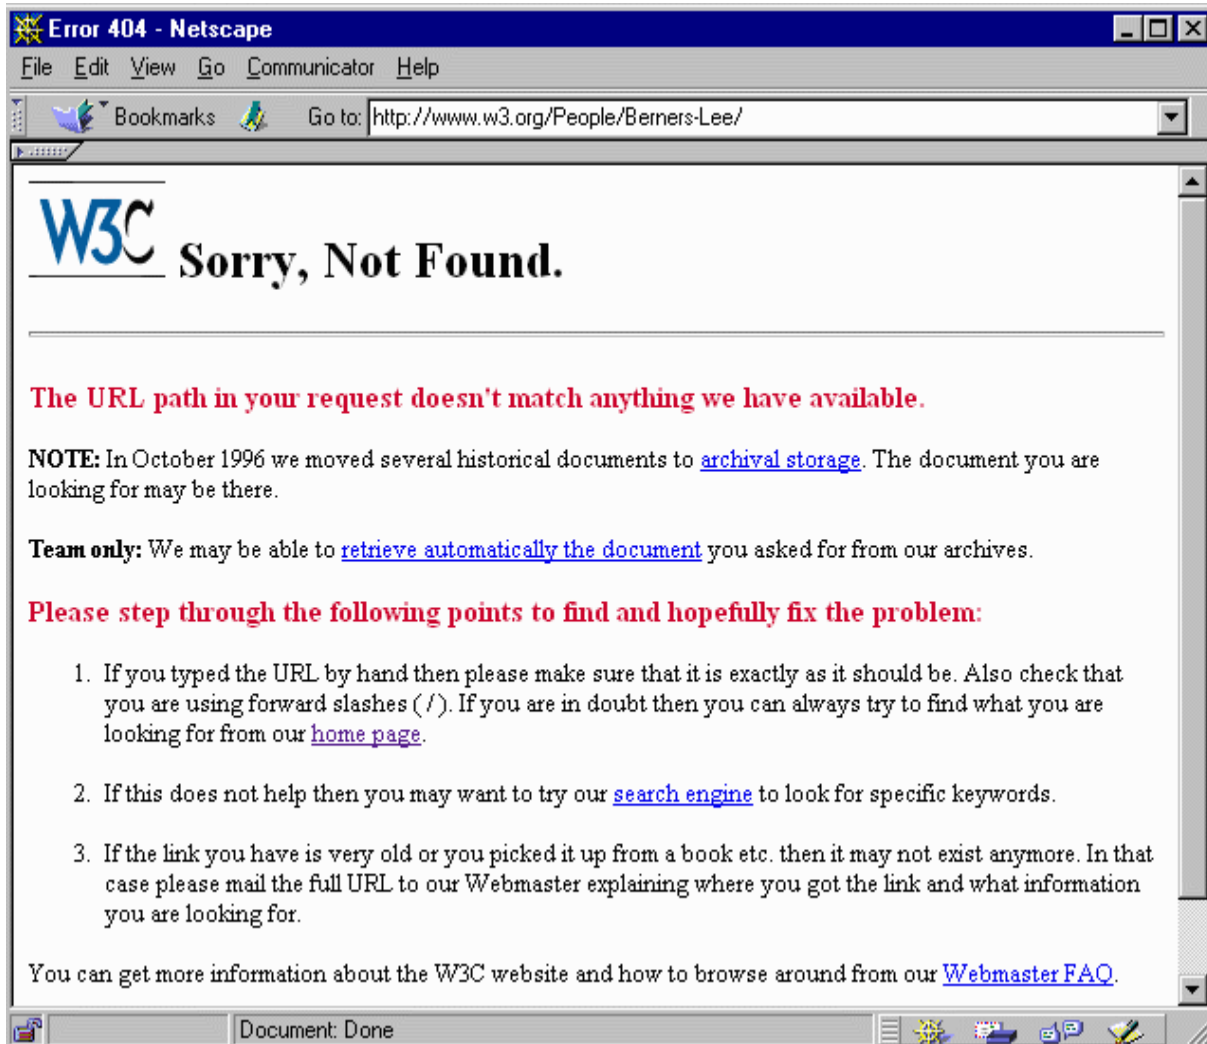 Error 404 - Netscape
File Edit View Go Communicator Help
Bookmarks Go to: http://www.w3.org/People/Berners-Lee/
W3C Sorry, Not Found.
The URL path in your request doesn't match anything we have available.
NOTE: In October 1996 we moved several historical documents to archival storage. The document you are
looking for may be there.
Team only: We may be able to retrieve automatically the document you asked for from our archives.
Please step through the following points to find and hopefully fix the problem:
1. If you typed the URL by hand then please make sure that it is exactly as it should be. Also check that
you are using forward slashes ( / ). If you are in doubt then you can always try to find what you are
looking for from our home page.
2. If this does not help then you may want to try our search engine to look for specific keywords.
3. If the link you have is very old or you picked it up from a book etc. then it may not exist anymore. In that
case please mail the full URL to our Webmaster explaining where you got the link and what information
you are looking for.
You can get more information about the W3C website and how to browse around from our Webmaster FAQ.
Document: Done